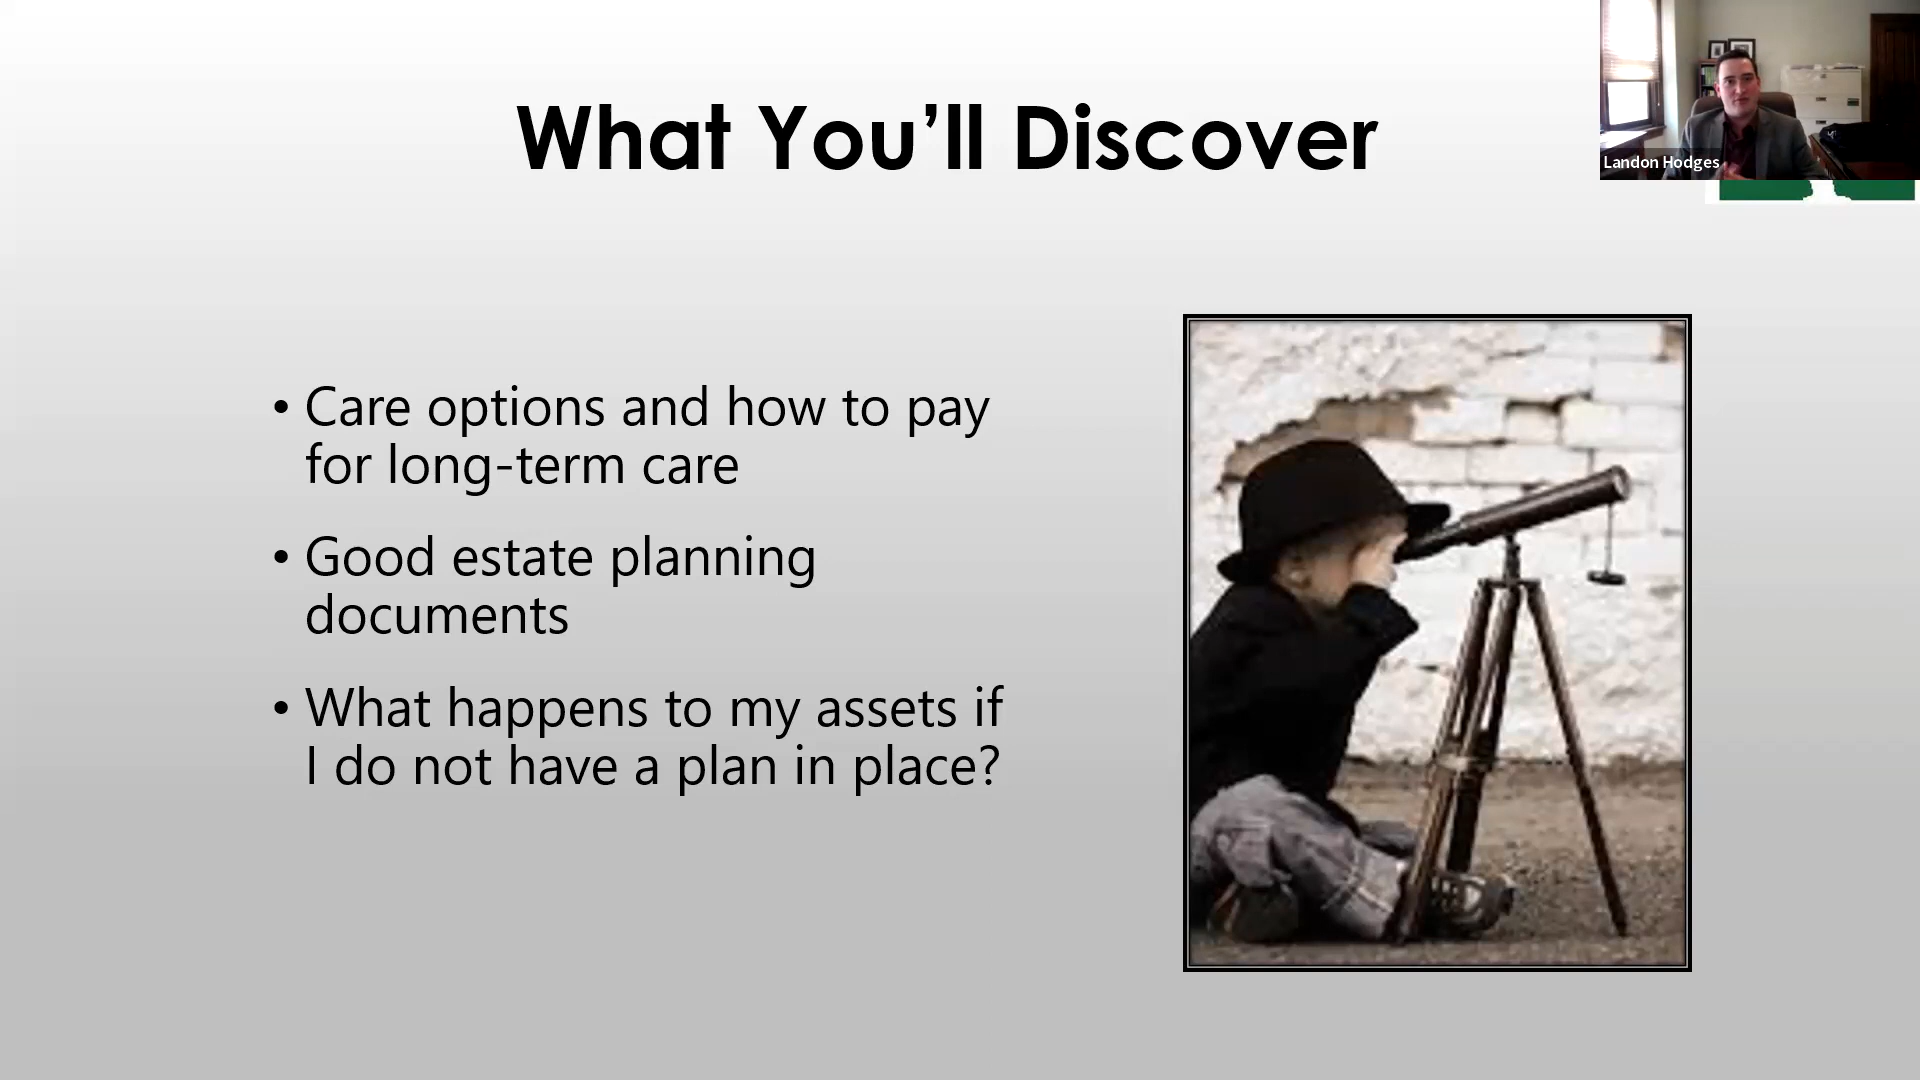 What You’ll Discover
Landon Hodges
• Care options and how to pay
for long-term care
• Good estate planning
documents
• What happens to my assets if
I do not have a plan in place?